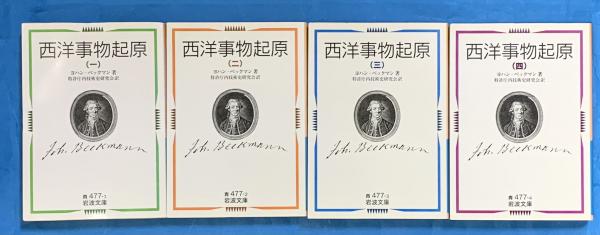 西洋事物起原
(一)
ヨハン・ベックマン 著
特許庁内技術史研究会訳
Joh. Beckmann
青 477-1
岩波文庫
西洋事物起原
(二)
ヨハン・ベックマン 著
特許庁内技術史研究会訳
Joh. Beckmann
青 477-2
岩波文庫
西洋事物起原
(三)
ヨハン・ベックマン 著
特許庁内技術史研究会訳
Joh. Beckmann
青 477-3
岩波文庫
西洋事物起原
(四)
ヨハン・ベックマン 著
特許庁内技術史研究会訳
Joh. Beckmann
青 477-4
岩波文庫